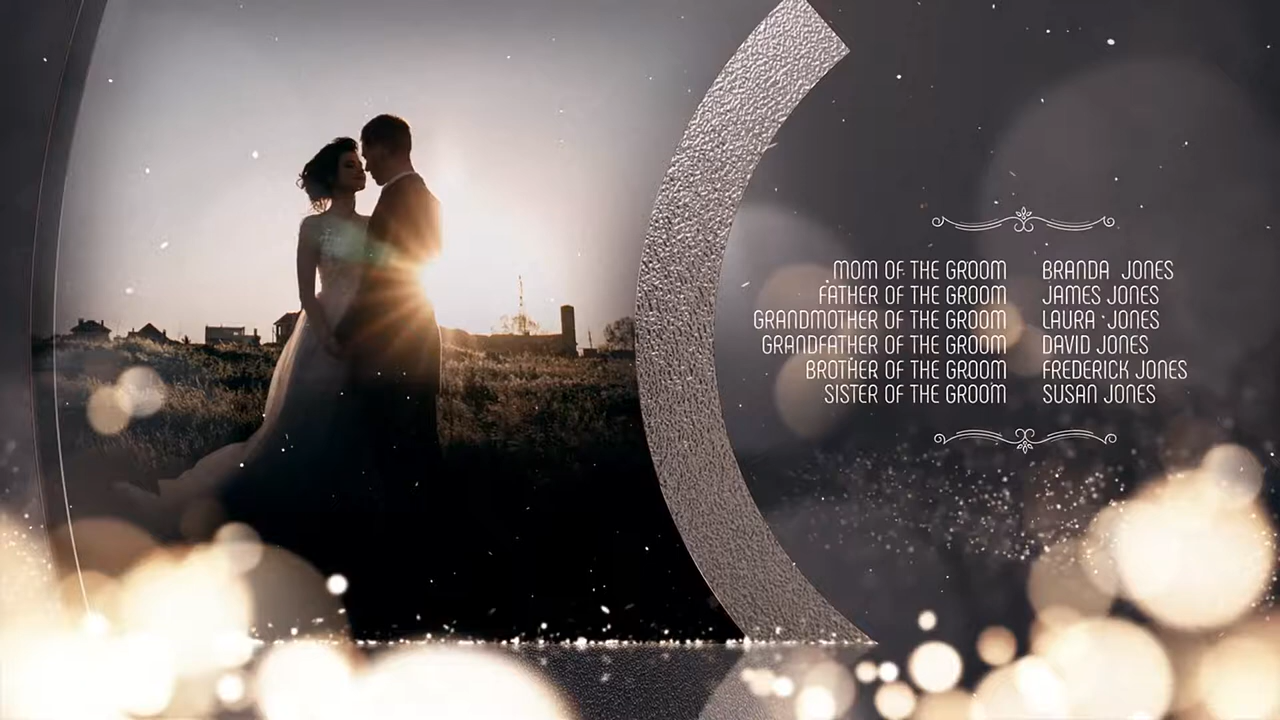 MOM OF THE GROOM BRANDA JONES
FATHER OF THE GROOM JAMES JONES
GRANDMOTHER OF THE GROOM LAURA JONES
GRANDFATHER OF THE GROOM DAVID JONES
BROTHER OF THE GROOM FREDERICK JONES
SISTER OF THE GROOM SUSAN JONES